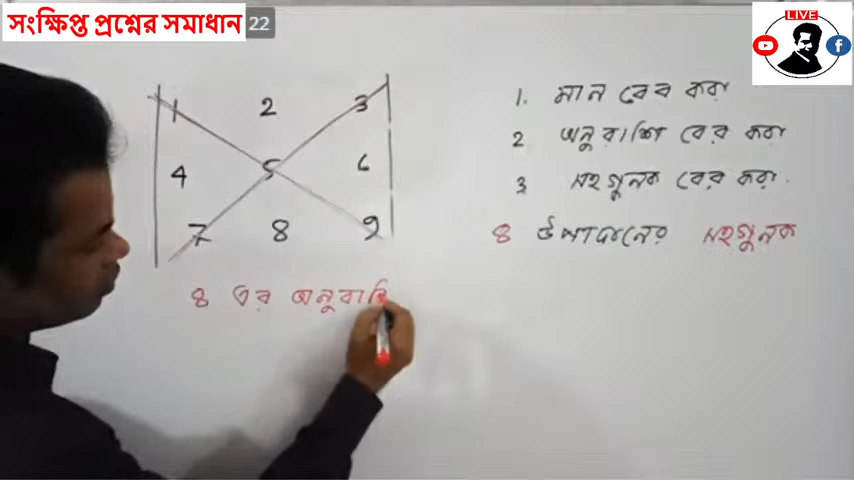 সংক্ষিপ্ত প্রশ্নের সমাধান 22
LIVE
1 2 3
4 5 6
7 8 9
8 এর অনুরাশি
1. মান বের করা
2 অনুরাশি বের করা
3 সহগুনক বের করা.
8 উপাদানের সহগুনক